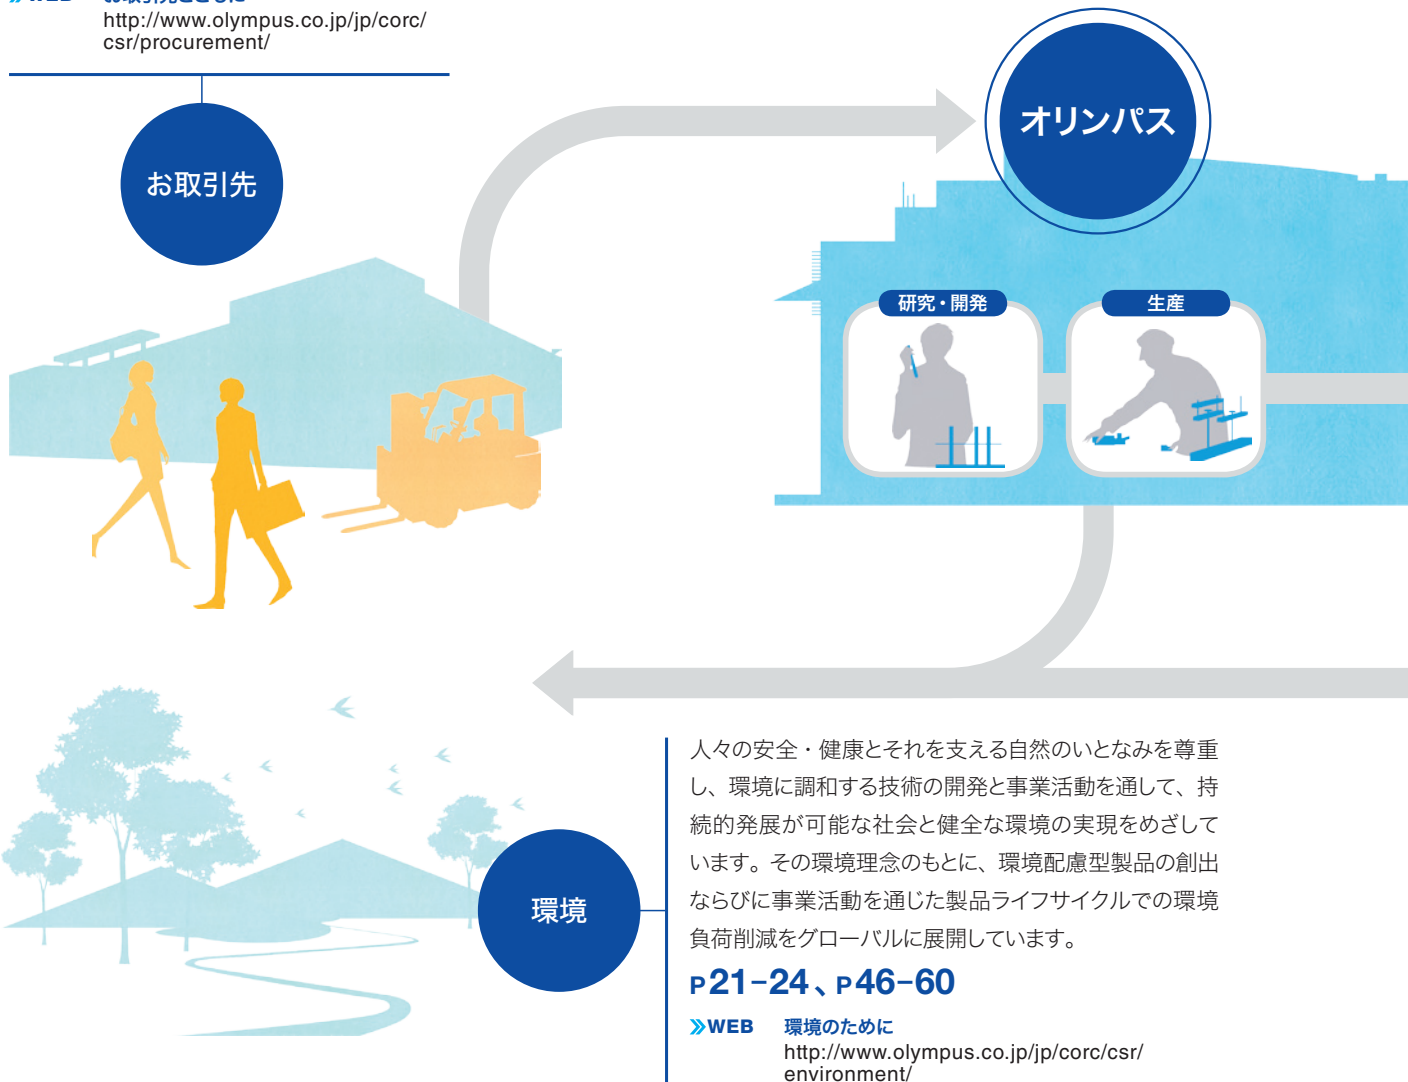 http://www.olympus.co.jp/jp/corc/
csr/procurement/
お取引先
オリンパス
研究・開発
生産
環境
人々の安全・健康とそれを支える自然のいとなみを尊重
し、環境に調和する技術の開発と事業活動を通して、持
続的発展が可能な社会と健全な環境の実現をめざして
います。その環境理念のもとに、環境配慮型製品の創出
ならびに事業活動を通じた製品ライフサイクルでの環境
負荷削減をグローバルに展開しています。
P21–24、P46–60
WEB 環境のために
http://www.olympus.co.jp/jp/corc/csr/
environment/